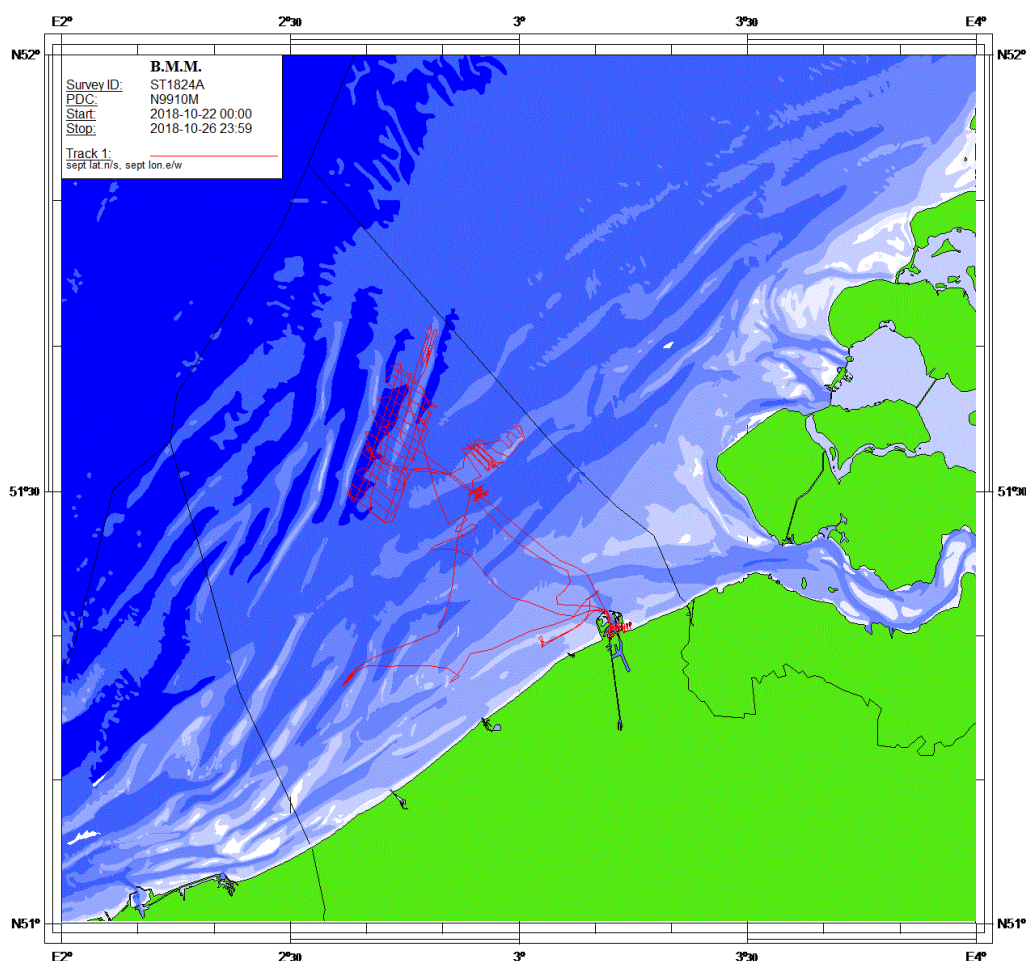 E2° 2°30 3° 3°30 E4°
N52° N52°
B.M.M.
Survey ID: ST1824A
PDC: N9910M
Start: 2018-10-22 00:00
Stop: 2018-10-26 23:59
Track 1:
sept lat.n/s, sept lon.e/w
51°30 51°30
N51° N51°
E2° 2°30 3° 3°30 E4°